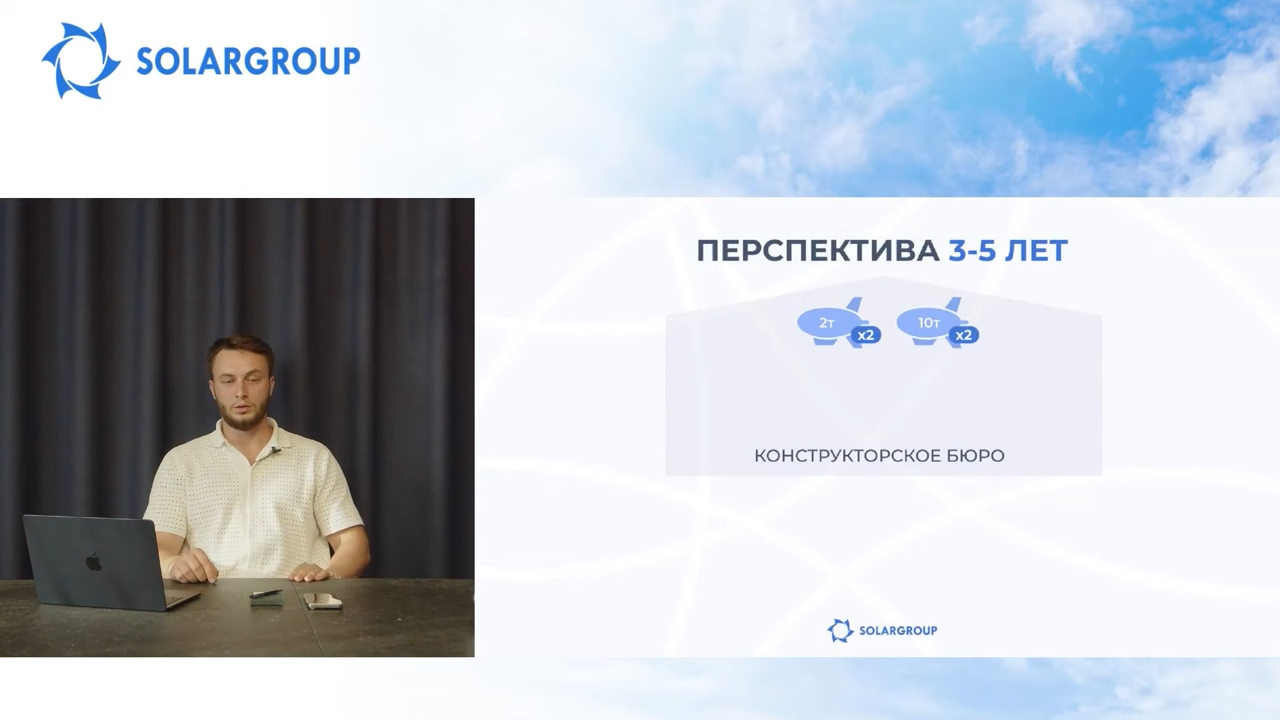 SOLARGROUP
ПЕРСПЕКТИВА 3-5 ЛЕТ
2т x2 10т x2
КОНСТРУКТОРСКОЕ БЮРО
SOLARGROUP